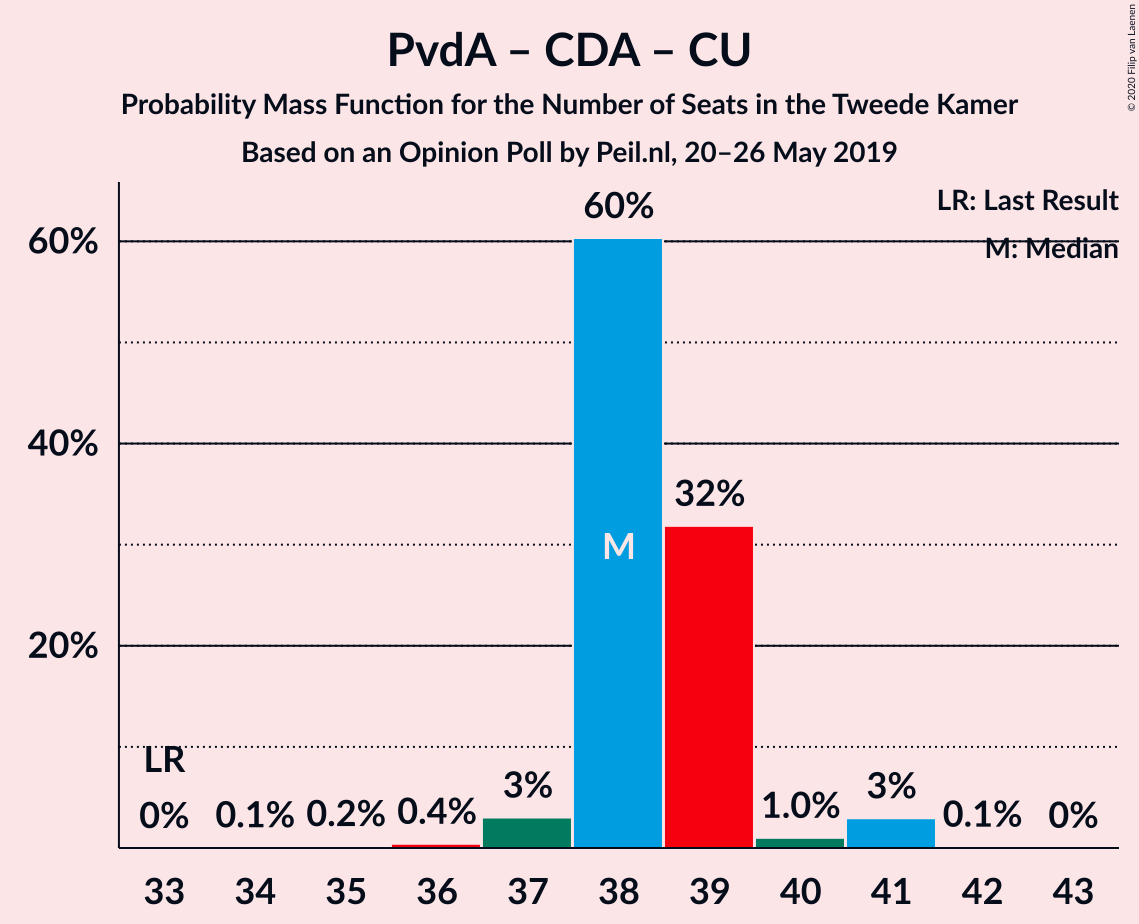 PvdA – CDA – CU
Probability Mass Function for the Number of Seats in the Tweede Kamer
Based on an Opinion Poll by Peil.nl, 20–26 May 2019
© 2020 Filip van Laenen
LR: Last Result
M: Median
60%
40%
20%
60%
32%
M
LR
0%
0.1%
0.2%
0.4%
3%
1.0%
3%
0.1%
0%
33 34 35 36 37 38 39 40 41 42 43